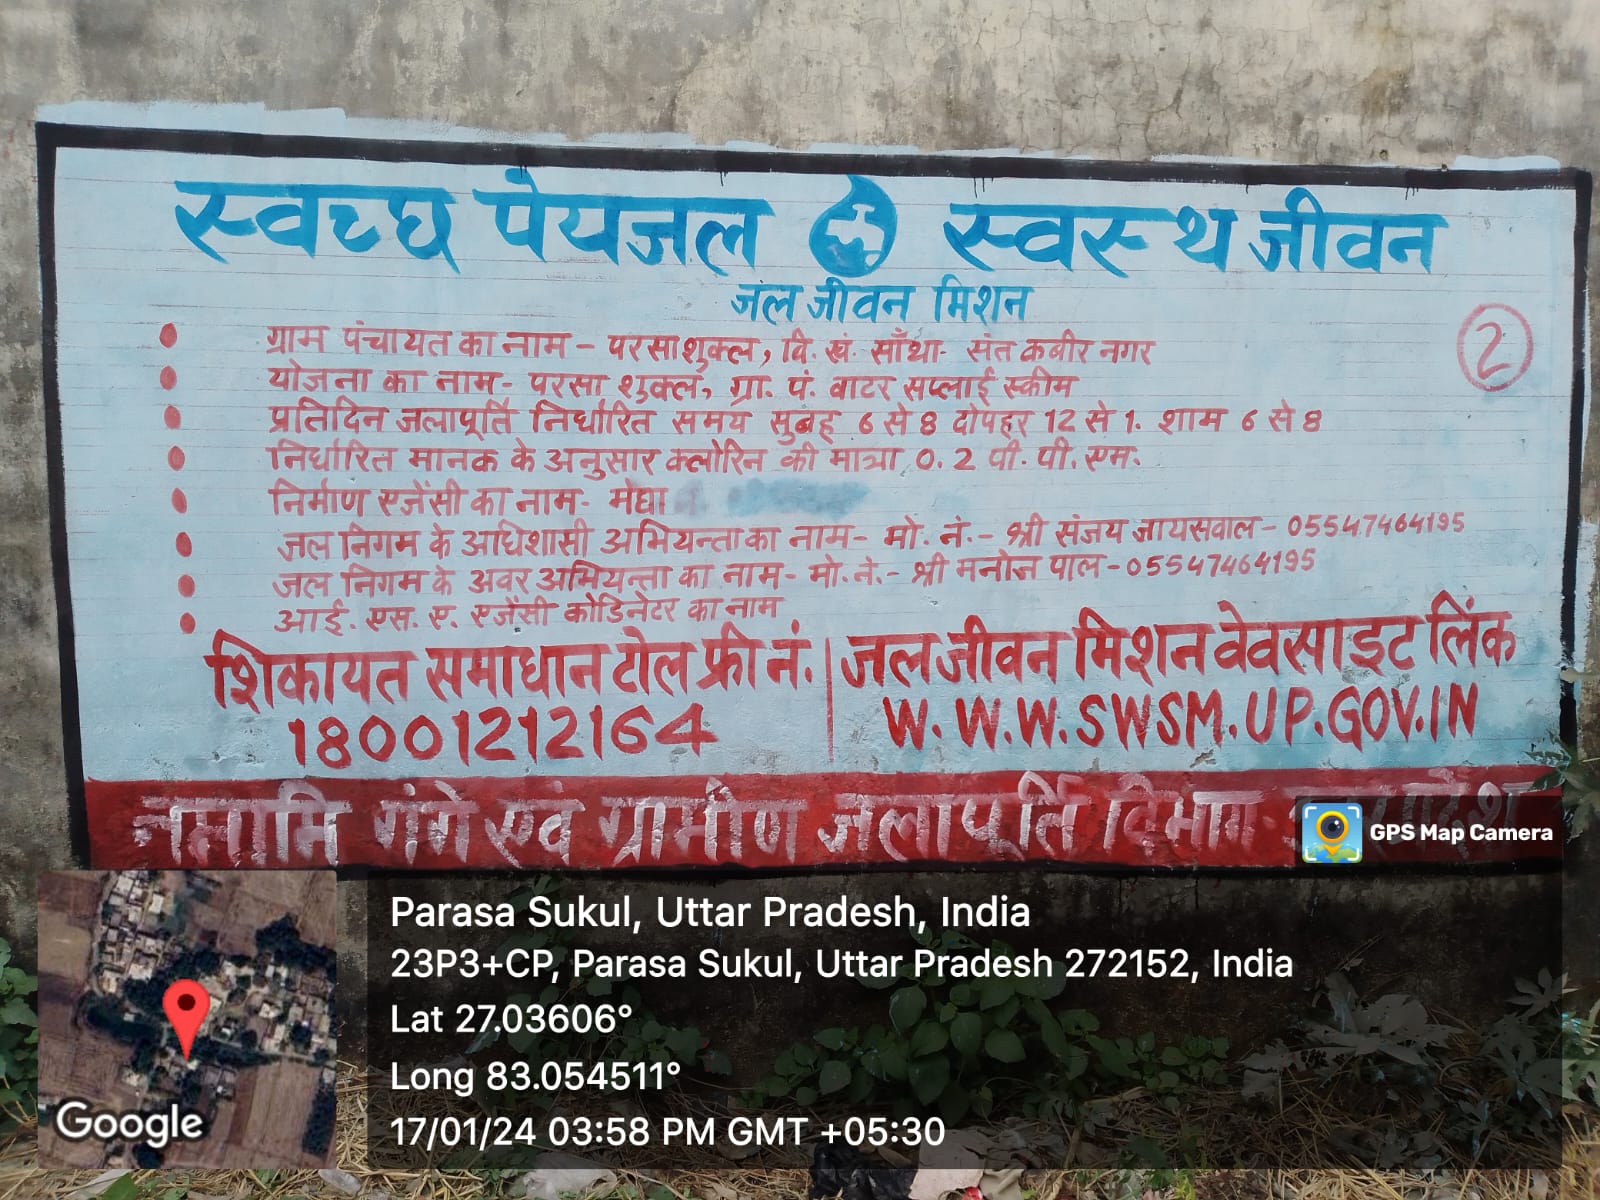 स्वच्छ पेयजल स्वस्थ जीवन
जल जीवन मिशन
2
ग्राम पंचायत का नाम - परसाशुक्ल, वि. खं. साँथा- संत कबीर नगर
योजना का नाम- परसा शुक्ल, ग्रा. पं. वाटर सप्लाई स्कीम
प्रतिदिन जलापूर्ति निर्धारित समय सुबह 6 से 8 दोपहर 12 से 1. शाम 6 से 8
निर्धारित मानक के अनुसार क्लोरिन की मात्रा 0.2 पी. पी. एम.
निर्माण एजेंसी का नाम- मेघा
जल निगम के अधिशासी अभियन्ता का नाम- मो. नं.- श्री संजय जायसवाल- 05547464195
जल निगम के अवर अभियन्ता का नाम- मो. ने.- श्री मनोज पाल- 05547464195
आई. एस. ए. एजेंसी कोडिनेटर का नाम
शिकायत समाधान टोल फ्री नं. जल जीवन मिशन वेवसाइट लिंक
18001212164 W.W.W.SWSM.UP.GOV.IN
नमामि गंगे एवं ग्रामीण जलापूर्ति विभाग-
GPS Map Camera
Parasa Sukul, Uttar Pradesh, India
23P3+CP, Parasa Sukul, Uttar Pradesh 272152, India
Lat 27.03606°
Long 83.054511°
17/01/24 03:58 PM GMT +05:30
Google